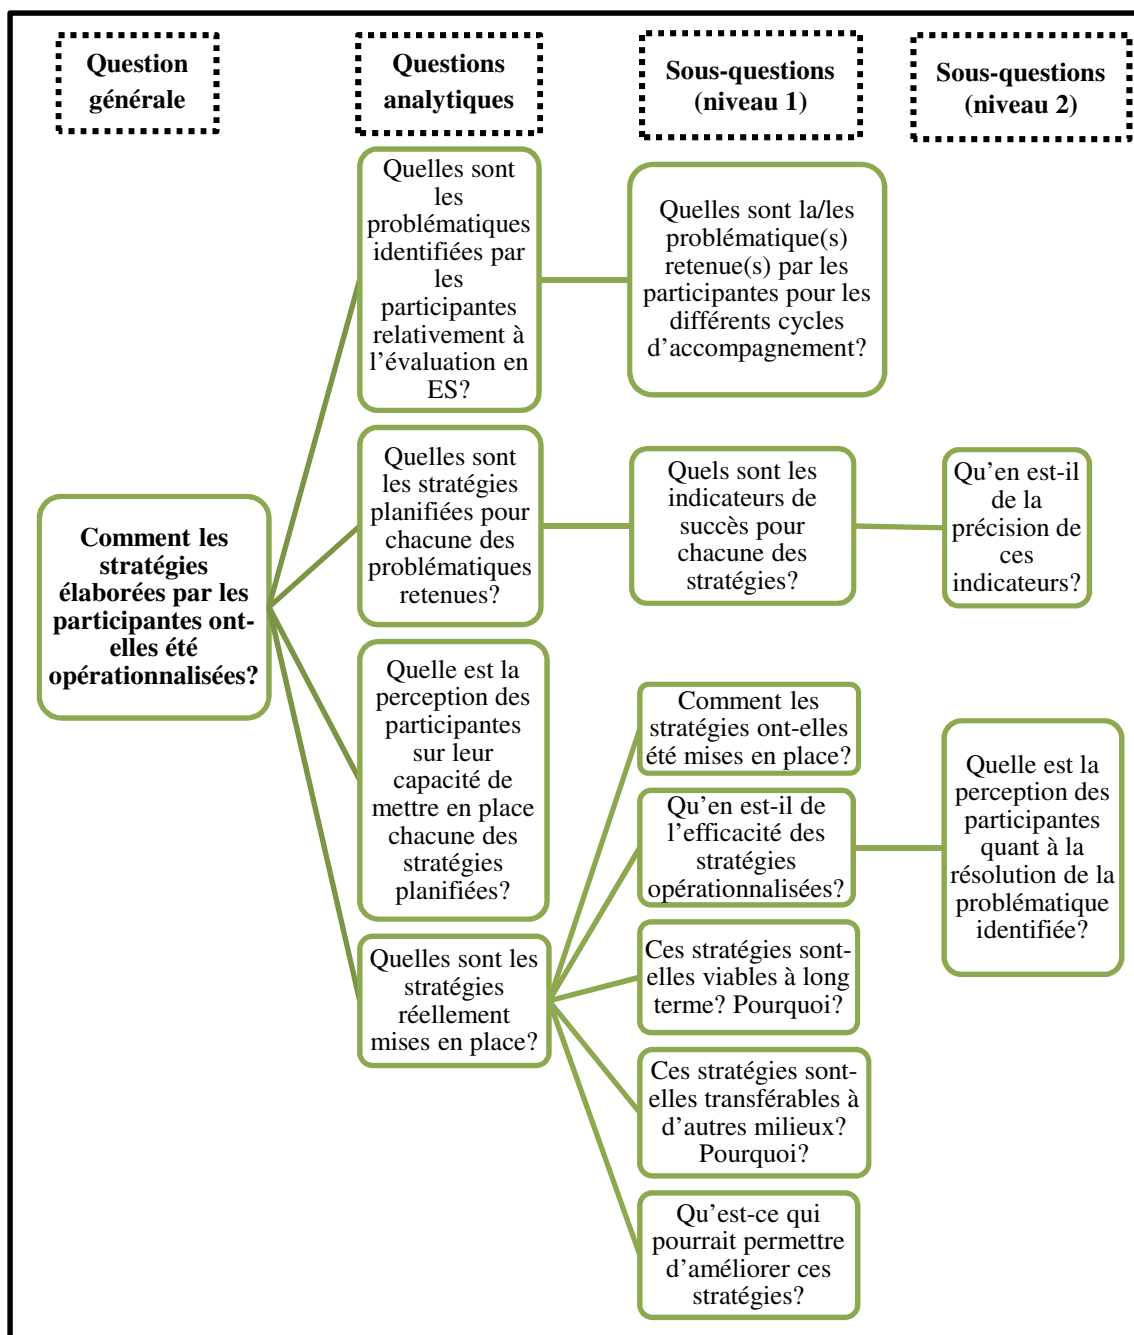 Question
générale
Questions
analytiques
Sous-questions
(niveau 1)
Sous-questions
(niveau 2)
Comment les
stratégies
élaborées par les
participantes ont-
elles été
opérationnalisées?
Quelles sont
les
problématiques
identifiées par
les
participantes
relativement à
l’évaluation en
ES?
Quelles sont la/les
problématique(s)
retenue(s) par les
participantes pour les
différents cycles
d’accompagnement?
Quelles sont
les stratégies
planifiées pour
chacune des
problématiques
retenues?
Quels sont les
indicateurs de
succès pour
chacune des
stratégies?
Qu’en est-il
de la
précision de
ces
indicateurs?
Quelle est la
perception des
participantes
sur leur
capacité de
mettre en place
chacune des
stratégies
planifiées?
Quelles sont les
stratégies
réellement
mises en place?
Comment les
stratégies ont-elles
été mises en place?
Qu’en est-il de
l’efficacité des
stratégies
opérationnalisées?
Quelle est la
perception des
participantes
quant à la
résolution de la
problématique
identifiée?
Ces stratégies sont-
elles viables à long
terme? Pourquoi?
Ces stratégies sont-
elles transférables à
d’autres milieux?
Pourquoi?
Qu’est-ce qui
pourrait permettre
d’améliorer ces
stratégies?